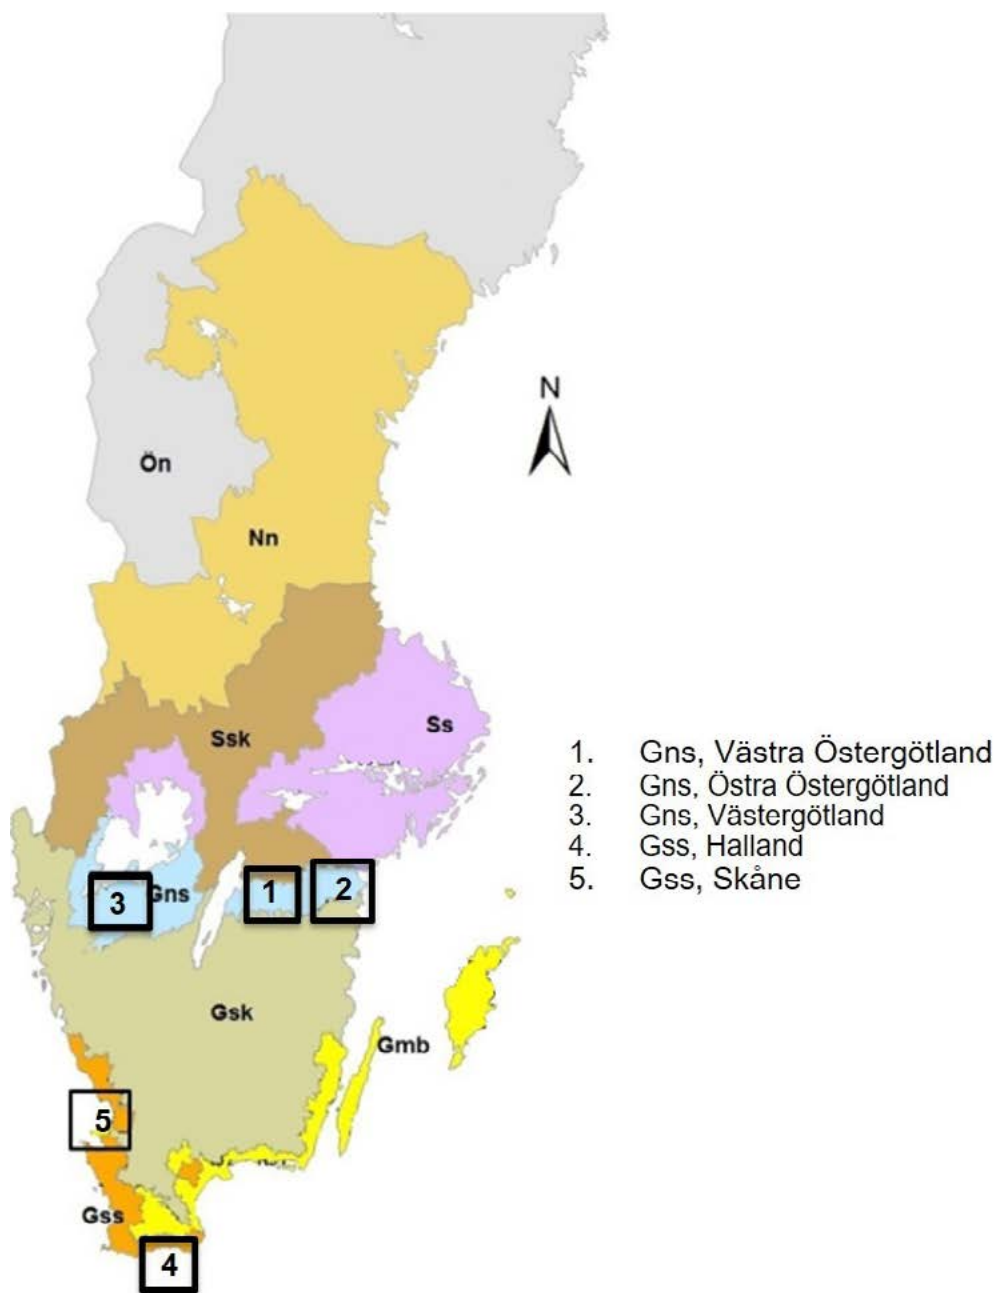 N
Ön
Nn
Ssk
Ss
1. Gns, Västra Östergötland
2. Gns, Östra Östergötland
3. Gns, Västergötland
4. Gss, Halland
5. Gss, Skåne
3
Gns
1
2
Gsk
Gmb
5
Gss
4